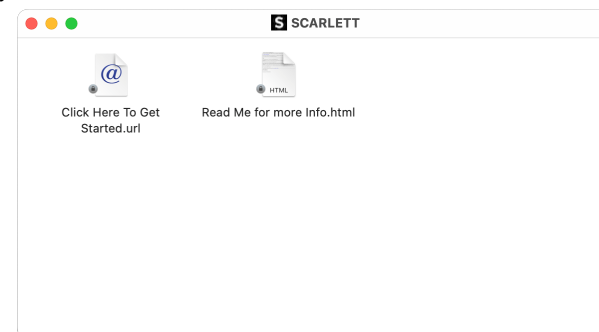 S SCARLETT
@
HTML
Click Here To Get
Started.url
Read Me for more Info.html